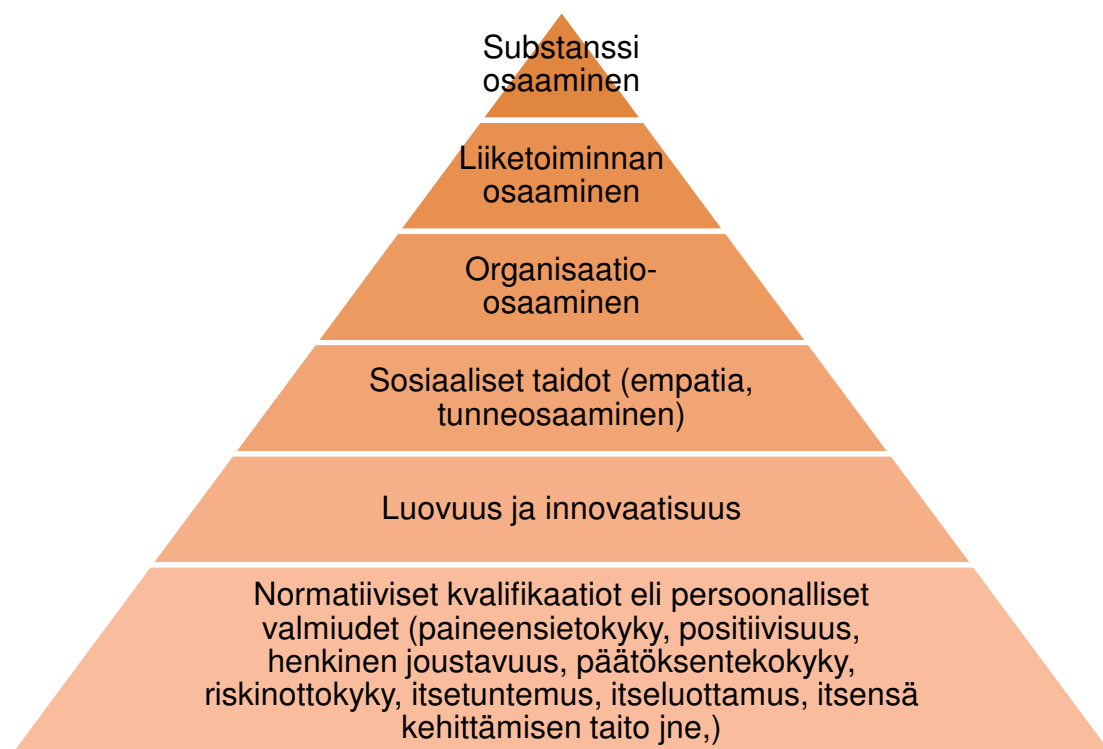 Substanssi
osaaminen
Liiketoiminnan
osaaminen
Organisaatio-
osaaminen
Sosiaaliset taidot (empatia,
tunneosaaminen)
Luovuus ja innovaatisuus
Normatiiviset kvalifikaatiot eli persoonalliset
valmiudet (paineensietokyky, positiivisuus,
henkinen joustavuus, päätöksentekokyky,
riskinottokyky, itsetuntemus, itseluottamus, itsensä
kehittämisen taito jne,)